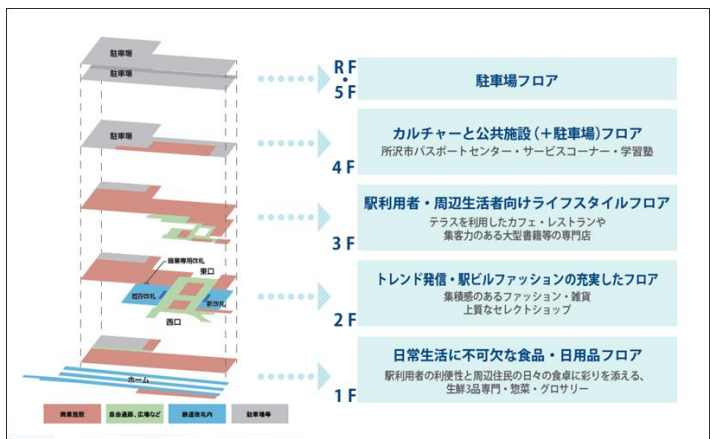 駐車場
駐車場
RF
・
5F
駐車場フロア
駐車場
4F
カルチャーと公共施設(+駐車場)フロア
所沢市パスポートセンター・サービスコーナー・学習塾
3F
駅利用者・周辺生活者向けライフスタイルフロア
テラスを利用したカフェ・レストランや
集客力のある大型書籍等の専門店
商業専用改札
東口
既存改札
新改札
西口
2F
トレンド発信・駅ビルファッションの充実したフロア
集積感のあるファッション・雑貨
上質なセレクトショップ
ホーム
1F
日常生活に不可欠な食品・日用品フロア
駅利用者の利便性と周辺住民の日々の食卓に彩りを添える、
生鮮3品専門・惣菜・グロサリー
商業施設
自由通路、広場など
鉄道改札内
駐車場等